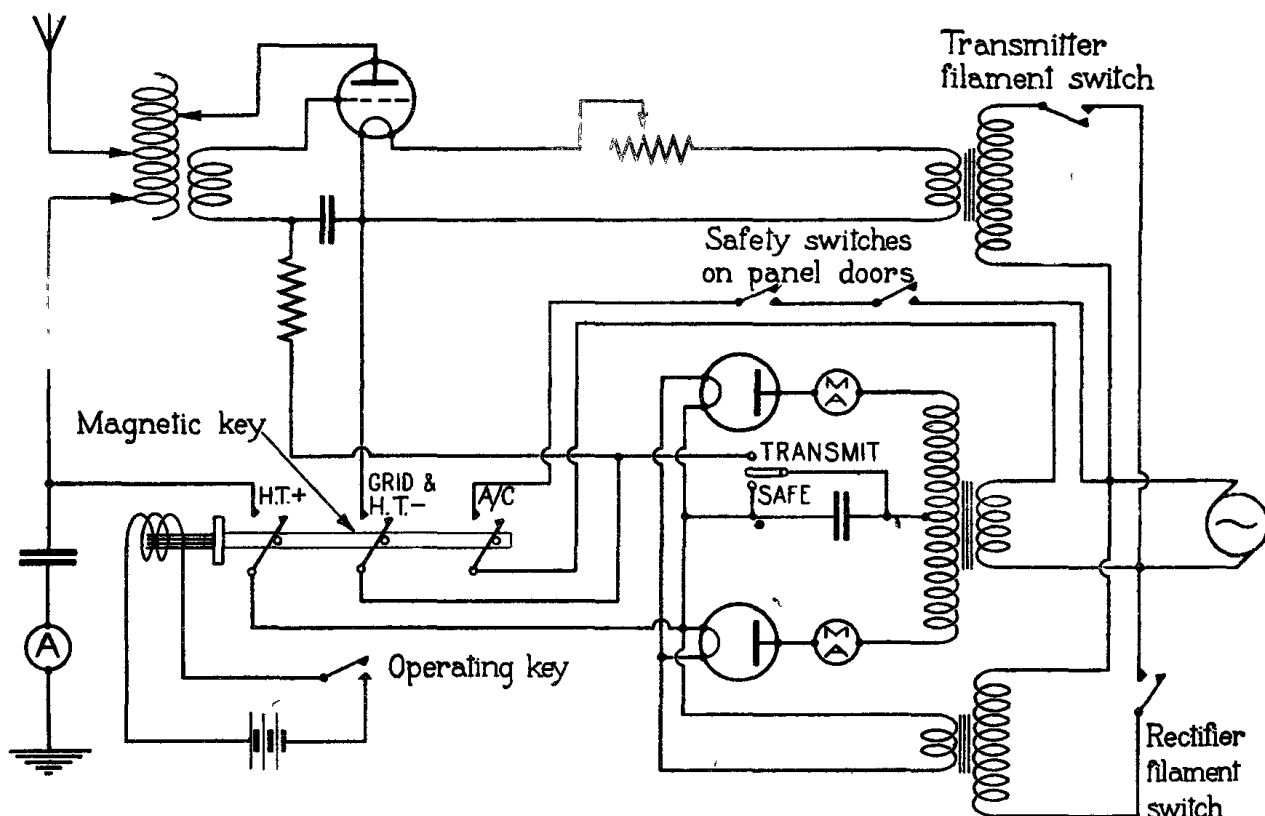 Transmitter
filament switch
Safety switches
on panel doors
M
A
Magnetic key
TRANSMIT
H.T.+
GRID &
H.T.-
A/C
SAFE
A
Operating key
M
A
Rectifier
filament
switch